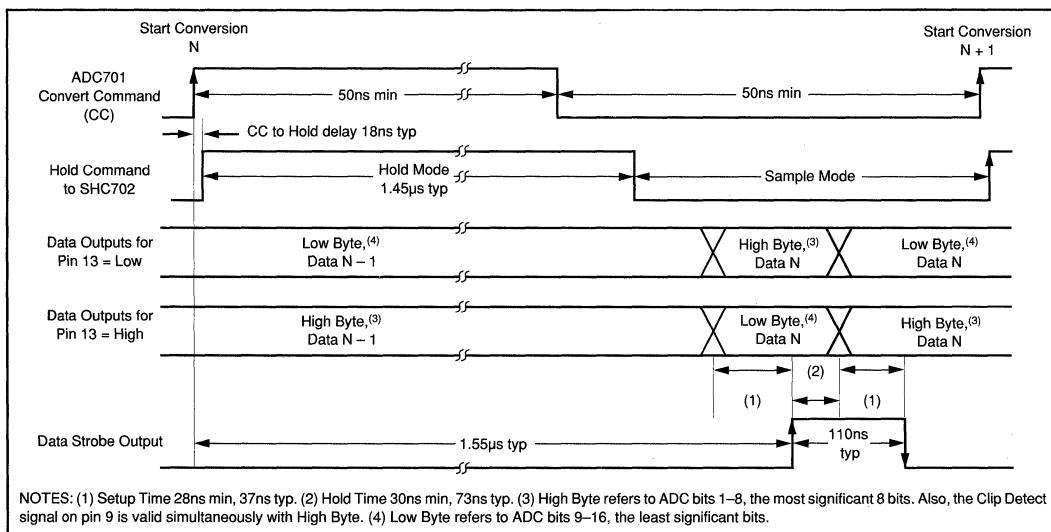 Start Conversion
N
Start Conversion
N + 1
ADC701
Convert Command
(CC)
50ns min
50ns min
CC to Hold delay 18ns typ
Hold Command
to SHC702
Hold Mode
1.45µs typ
Sample Mode
Data Outputs for
Pin 13 = Low
Low Byte,(4)
Data N – 1
High Byte,(3)
Data N
Low Byte,(4)
Data N
Data Outputs for
Pin 13 = High
High Byte,(3)
Data N – 1
Low Byte,(4)
Data N
High Byte,(3)
Data N
(2)
(1)
(1)
Data Strobe Output
1.55µs typ
110ns
typ
NOTES: (1) Setup Time 28ns min, 37ns typ. (2) Hold Time 30ns min, 73ns typ. (3) High Byte refers to ADC bits 1–8, the most significant 8 bits. Also, the Clip Detect
signal on pin 9 is valid simultaneously with High Byte. (4) Low Byte refers to ADC bits 9–16, the least significant bits.